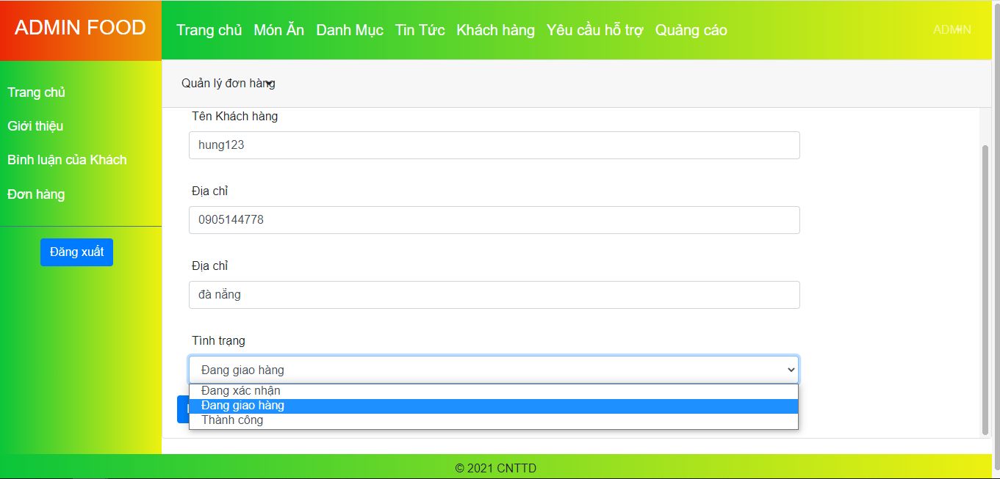 ADMIN FOOD
Trang chủ Món Ăn Danh Mục Tin Tức Khách hàng Yêu cầu hỗ trợ Quảng cáo
ADMIN
Trang chủ
Giới thiệu
Bình luận của Khách
Đơn hàng
Đăng xuất
Quản lý đơn hàng
Tên Khách hàng
hung123
Địa chỉ
0905144778
Địa chỉ
đà nẵng
Tình trạng
Đang giao hàng
Đang xác nhận
Đang giao hàng
Thành công
© 2021 CNTTD